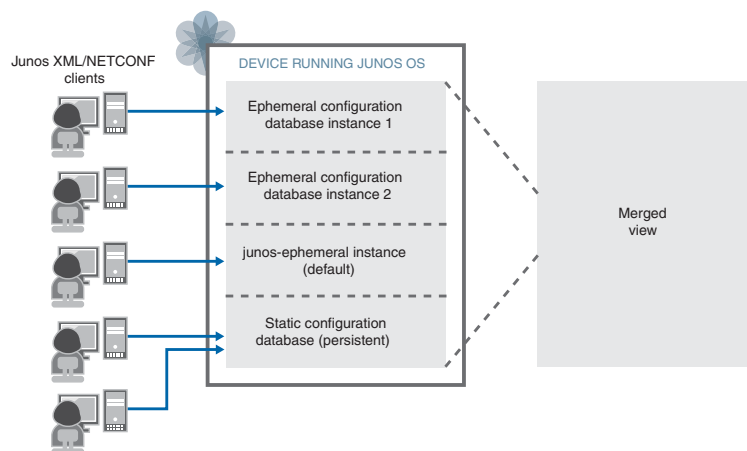 Junos XML/NETCONF
clients
DEVICE RUNNING JUNOS OS
Ephemeral configuration
database instance 1
Ephemeral configuration
database instance 2
junos-ephemeral instance
(default)
Static configuration
database (persistent)
Merged
view